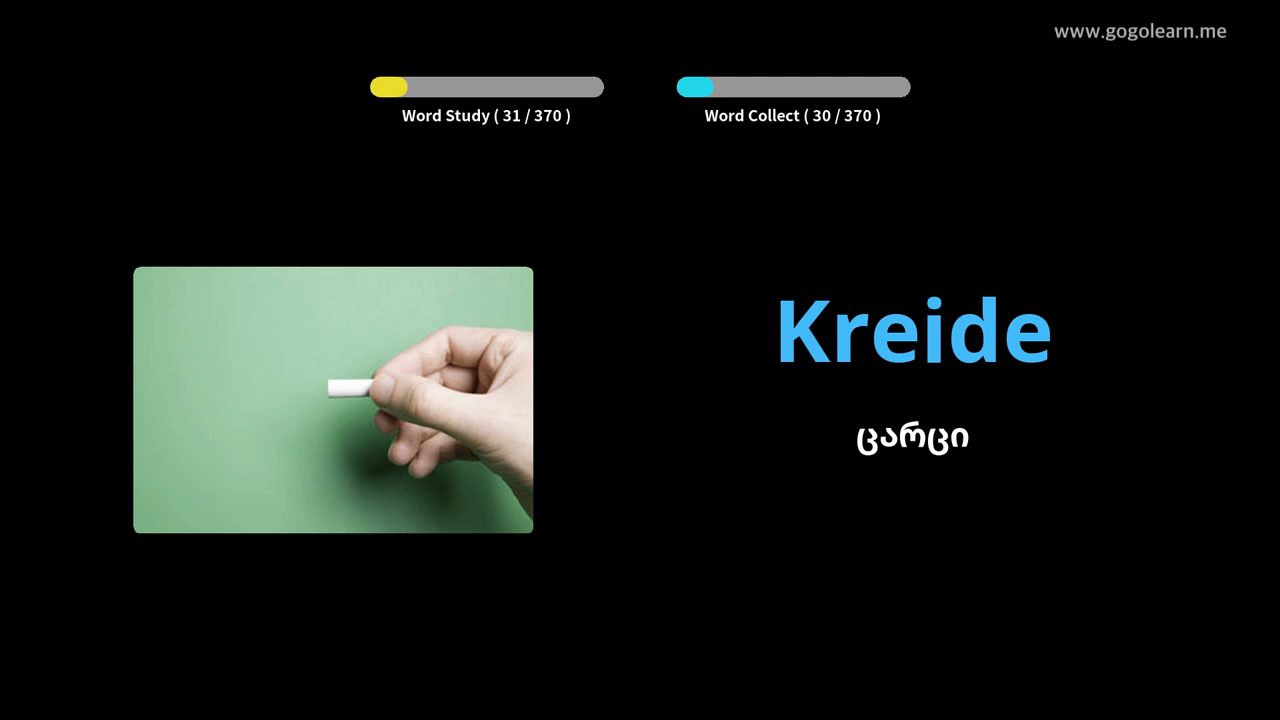 www.gogolearn.me
Word Study ( 31 / 370 )
Word Collect ( 30 / 370 )
Kreide
ცარცი